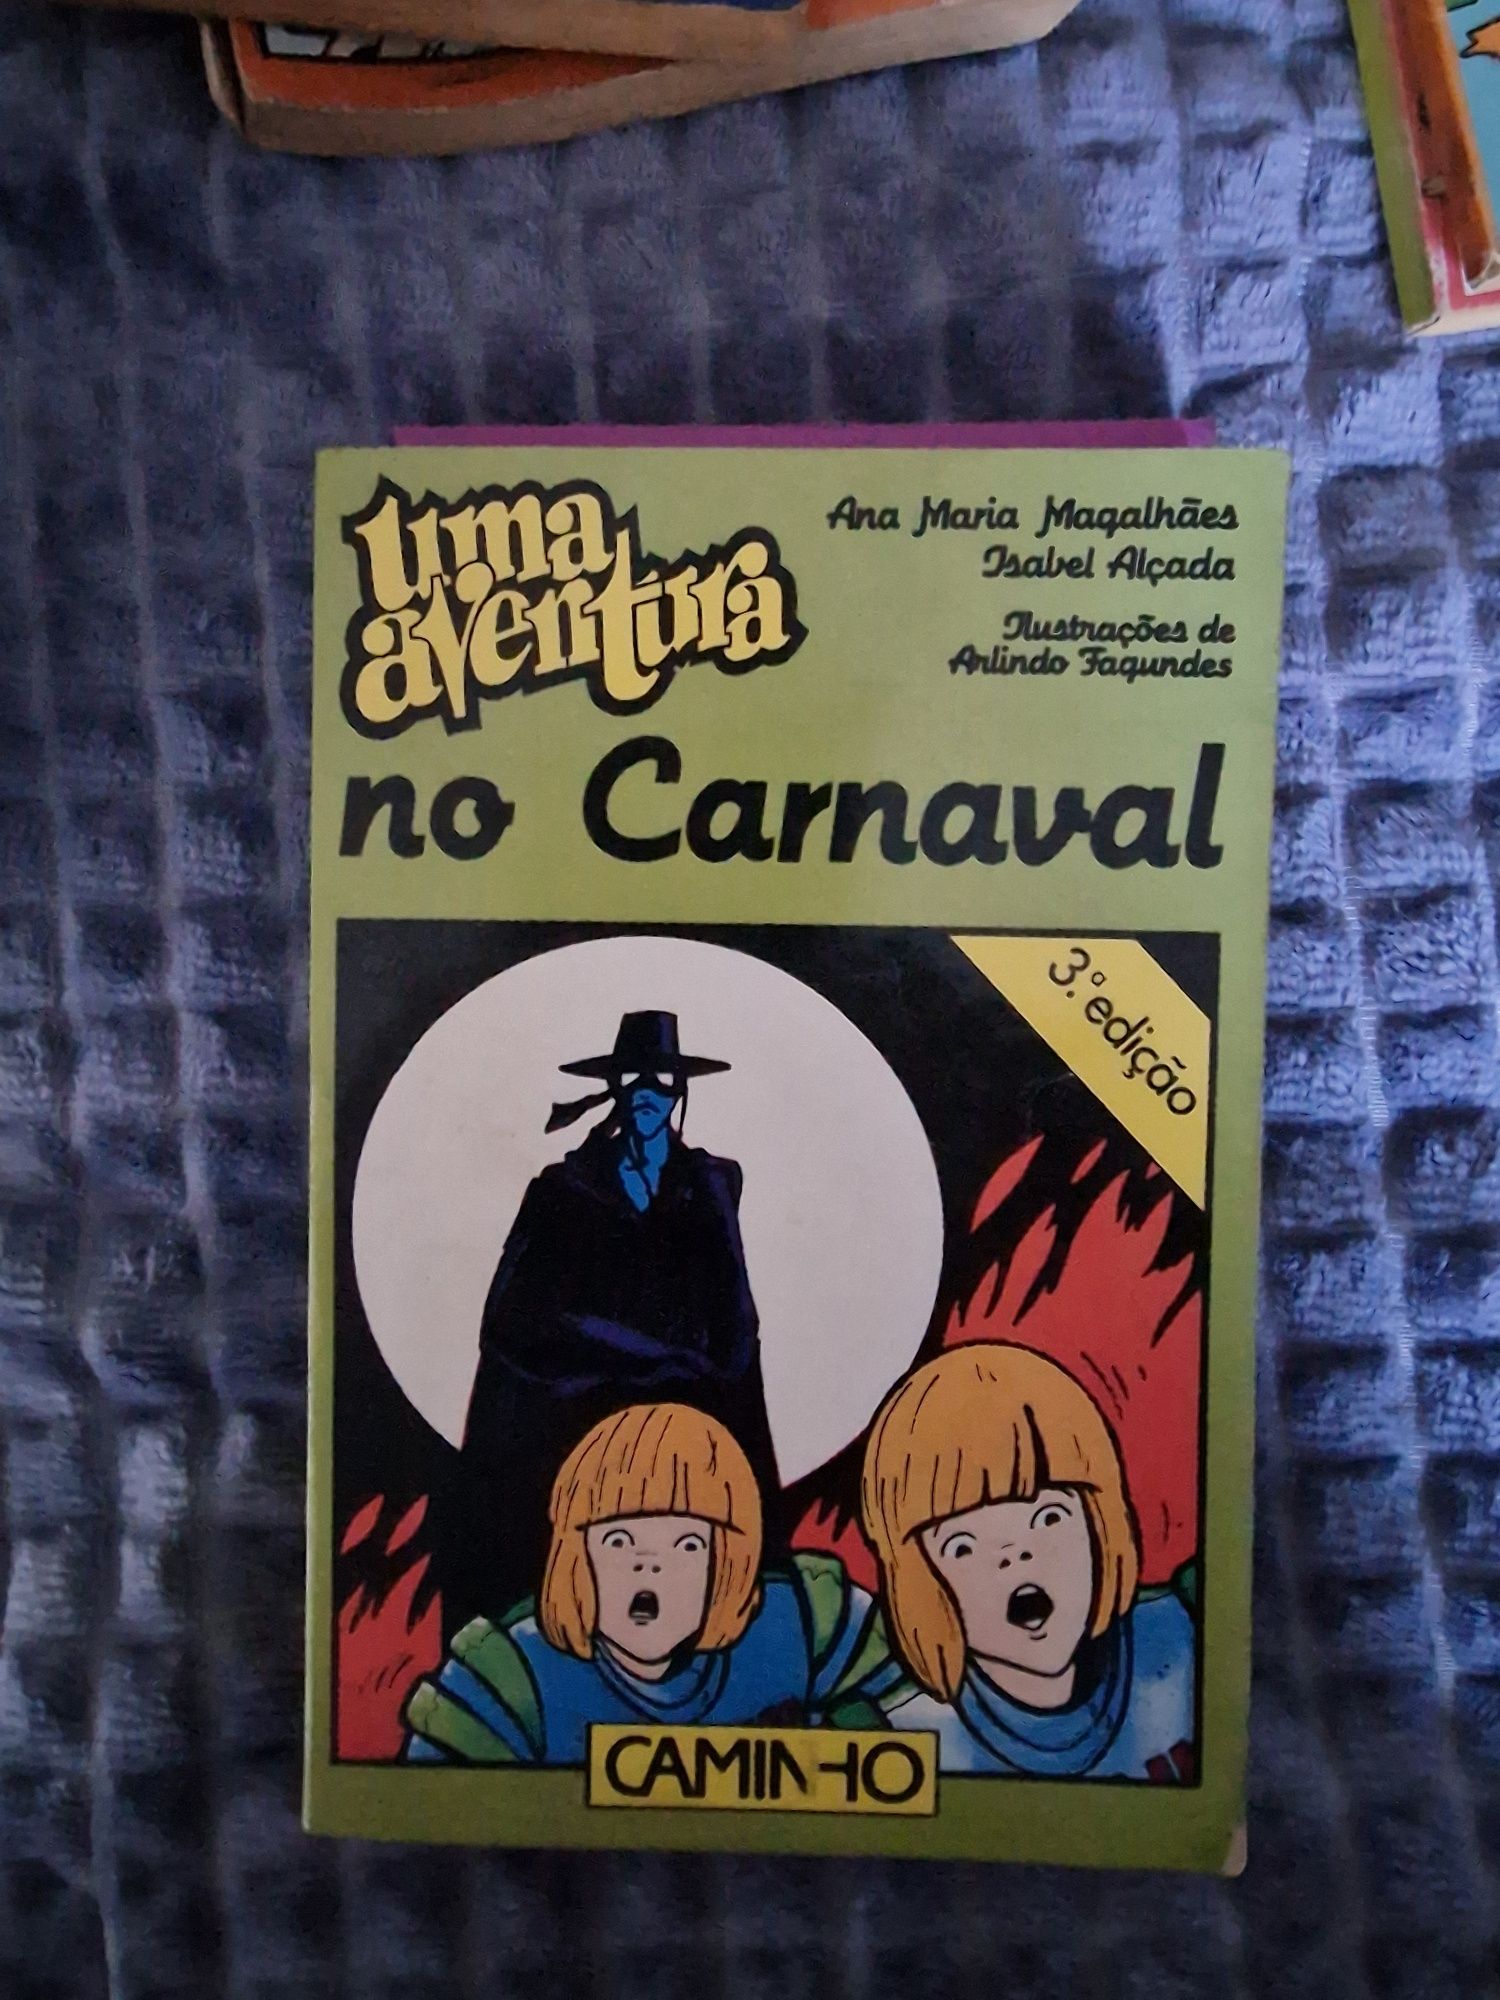 uma
aventura
Ana Maria Magalhães
Isabel Alçada
Ilustrações de
Arlindo Fagundes
no Carnaval
3.ª edição
CAMINHO